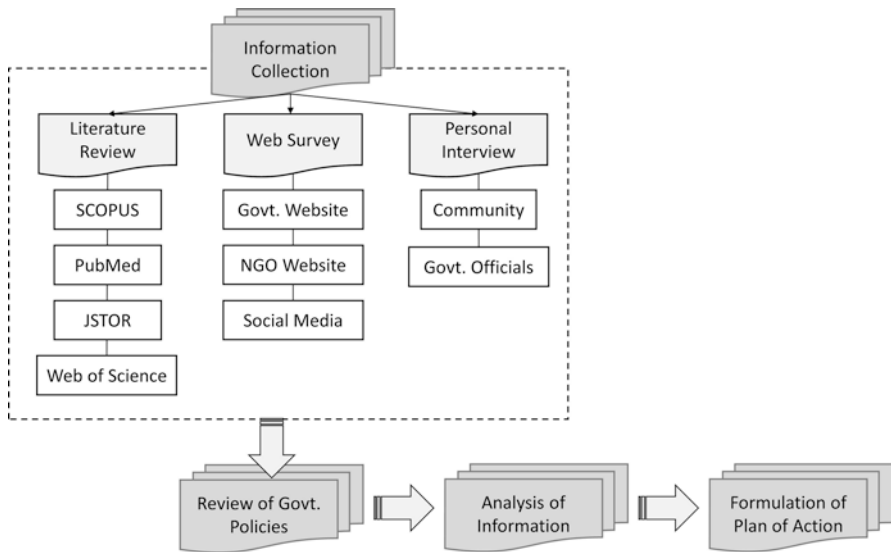 Information
Collection
Literature
Review
Web Survey
Personal
Interview
SCOPUS
Govt. Website
Community
PubMed
NGO Website
Govt. Officials
JSTOR
Social Media
Web of Science
Review of Govt.
Policies
Analysis of
Information
Formulation of
Plan of Action